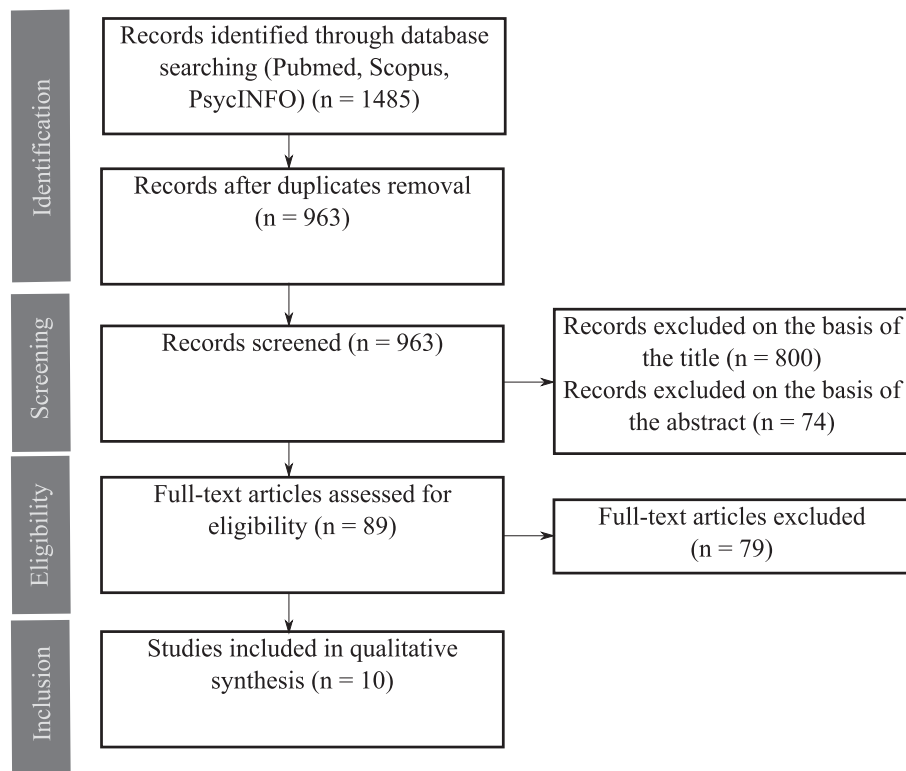 Identification
Records identified through database
searching (Pubmed, Scopus,
PsycINFO) (n = 1485)
Records after duplicates removal
(n = 963)
Screening
Records screened (n = 963)
Records excluded on the basis of
the title (n = 800)
Records excluded on the basis of
the abstract (n = 74)
Eligibility
Full-text articles assessed for
eligibility (n = 89)
Full-text articles excluded
(n = 79)
Inclusion
Studies included in qualitative
synthesis (n = 10)